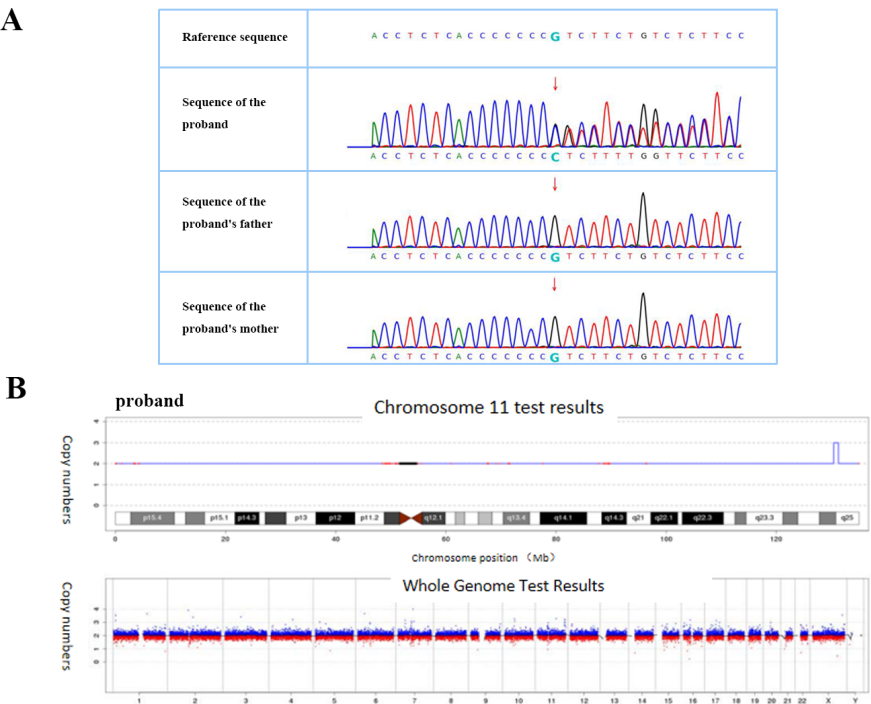 A
Raference sequence
A C C T C T C A C C C C C C C G T C T T C T G T C T C T T C C
Sequence of the
proband
A C C T C T C A C C C C C C C C T C T T T T G G T T C T T C C
Sequence of the
proband's father
A C C T C T C A C C C C C C C G T C T T C T G T C T C T T C C
Sequence of the
proband's mother
A C C T C T C A C C C C C C C G T C T T C T G T C T C T T C C
B
proband
Chromosome 11 test results
Copy numbers
4
3
2
1
0
p15.4 p15.1 p14.3 p13 p12 p11.2 q12.1 q13.4 q14.1 q14.3 q21 q22.1 q22.3 q23.3 q25
0 20 40 60 80 100 120
Chromosome position （Mb）
Whole Genome Test Results
Copy numbers
4
3
2
1
0
1 2 3 4 5 6 7 8 9 10 11 12 13 14 15 16 17 18 19 20 21 22 X Y